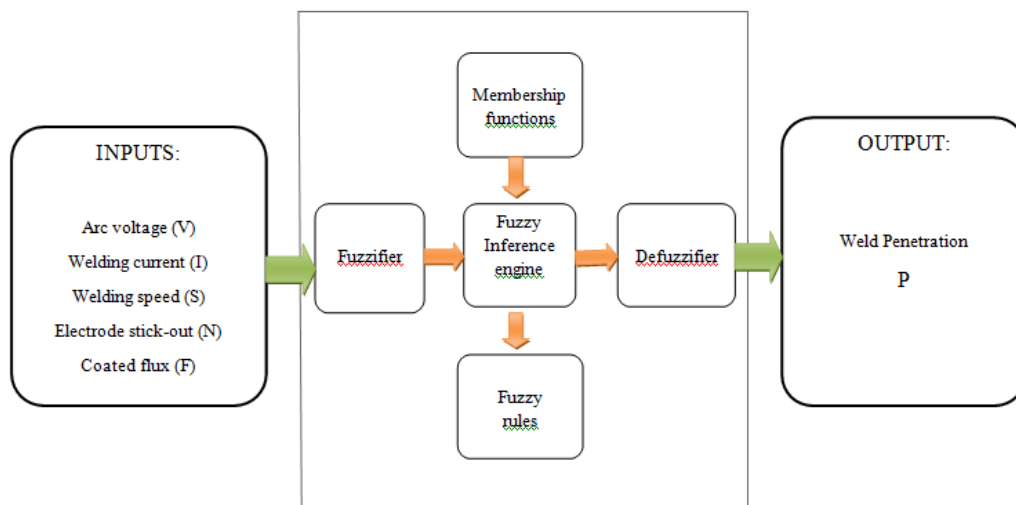 INPUTS:
Arc voltage (V)
Welding current (I)
Welding speed (S)
Electrode stick-out (N)
Coated flux (F)
Membership
functions
Fuzzifier
Fuzzy
Inference
engine
Defuzzifier
Fuzzy
rules
OUTPUT:
Weld Penetration
P